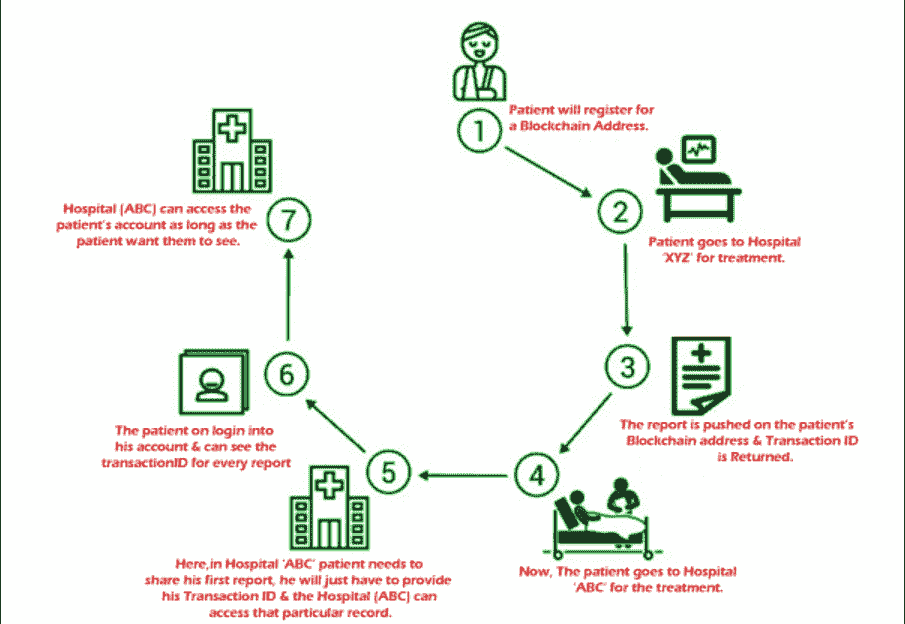 1
Patient will register for
a Blockchain Address.
2
Patient goes to Hospital
'XYZ' for treatment.
3
The report is pushed on the patient's
Blockchain address & Transaction ID
is Returned.
4
Now, The patient goes to Hospital
'ABC' for the treatment.
5
Here,in Hospital 'ABC' patient needs to
share his first report, he will just have to provide
his Transaction ID & the Hospital (ABC) can
access that particular record.
6
The patient on login into
his account & can see the
transactionID for every report
7
Hospital (ABC) can access the
patient's account as long as the
patient want them to see.